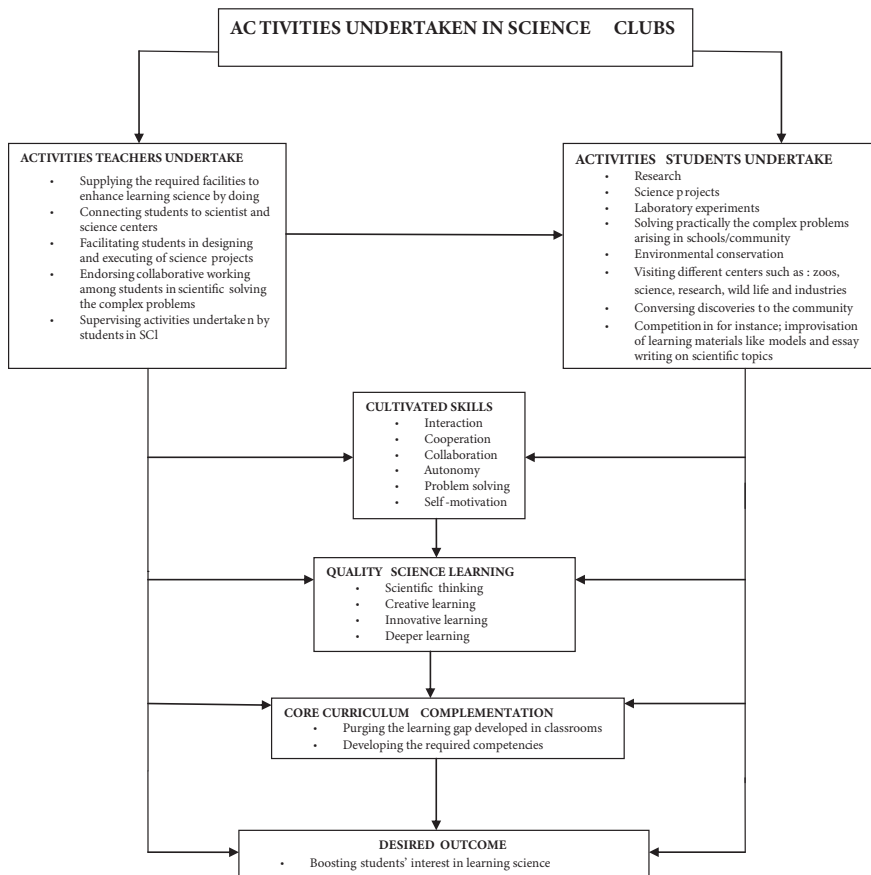 ACTIVITIES UNDERTAKEN IN SCIENCE CLUBS
ACTIVITIES TEACHERS UNDERTAKE
• Supplying the required facilities to
enhance learning science by doing
• Connecting students to scientist and
science centers
• Facilitating students in designing
and executing of science projects
• Endorsing collaborative working
among students in scientific solving
the complex problems
• Supervising activities undertaken by
students in SCl
ACTIVITIES STUDENTS UNDERTAKE
• Research
• Science projects
• Laboratory experiments
• Solving practically the complex problems
arising in schools/community
• Environmental conservation
• Visiting different centers such as : zoos,
science, research, wild life and industries
• Conversing discoveries to the community
• Competition in for instance; improvisation
of learning materials like models and essay
writing on scientific topics
CULTIVATED SKILLS
• Interaction
• Cooperation
• Collaboration
• Autonomy
• Problem solving
• Self-motivation
QUALITY SCIENCE LEARNING
• Scientific thinking
• Creative learning
• Innovative learning
• Deeper learning
CORE CURRICULUM COMPLEMENTATION
• Purging the learning gap developed in classrooms
• Developing the required competencies
DESIRED OUTCOME
• Boosting students' interest in learning science